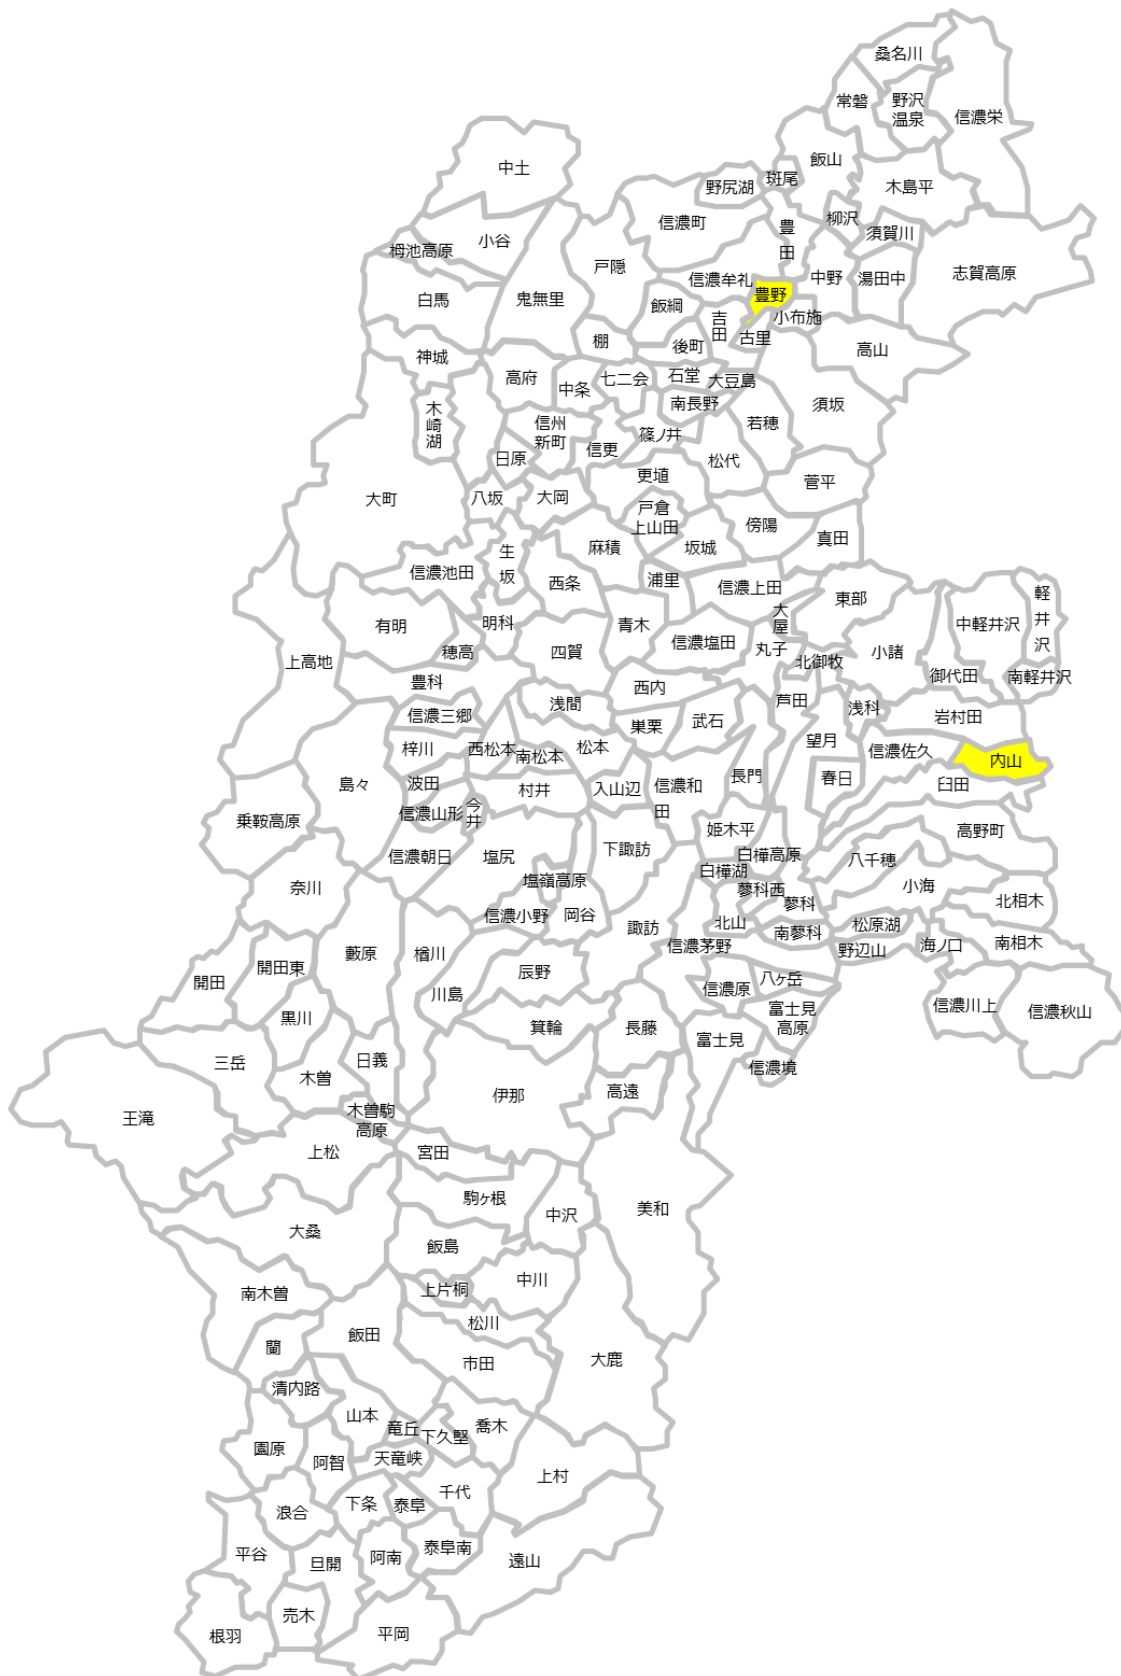 桑名川
常磐
野沢
温泉
信濃栄
中土
飯山
野尻湖
斑尾
木島平
信濃町
柳沢
豊田
須賀川
小谷
栂池高原
戸隠
志賀高原
信濃牟礼
中野
湯田中
白馬
鬼無里
豊野
飯綱
吉田
小布施
古里
棚
後町
高山
神城
高府
中条
七二会
石堂
大豆島
南長野
須坂
木崎湖
信州
新町
若穂
篠ノ井
信更
日原
松代
更埴
菅平
大町
八坂
大岡
戸倉
上山田
傍陽
真田
麻績
坂城
生坂
信濃池田
西条
浦里
信濃上田
東部
軽井沢
有明
明科
青木
大屋
中軽井沢
信濃塩田
穂高
四賀
丸子
小諸
上高地
北御牧
御代田
南軽井沢
豊科
西内
浅間
芦田
浅科
信濃三郷
岩村田
巣栗
武石
梓川
西松本
南松本
松本
望月
信濃佐久
内山
島々
波田
村井
入山辺
信濃和田
長門
春日
臼田
信濃山形
今井
乗鞍高原
姫木平
高野町
信濃朝日
塩尻
下諏訪
白樺高原
八千穂
白樺湖
奈川
塩嶺高原
蓼科西
小海
蓼科
北相木
信濃小野
岡谷
諏訪
北山
松原湖
南蓼科
藪原
楢川
信濃茅野
野辺山
海ノ口
南相木
開田東
辰野
開田
川島
信濃原
八ヶ岳
信濃川上
信濃秋山
黒川
富士見
高原
箕輪
長藤
富士見
三岳
日義
木曽
信濃境
伊那
高遠
王滝
木曽駒
高原
上松
宮田
駒ヶ根
中沢
美和
大桑
飯島
中川
上片桐
南木曽
松川
飯田
蘭
市田
大鹿
清内路
山本
竜丘
下久堅
喬木
園原
阿智
天竜峡
上村
千代
下条
泰阜
浪合
泰阜南
平谷
旦開
阿南
遠山
売木
根羽
平岡